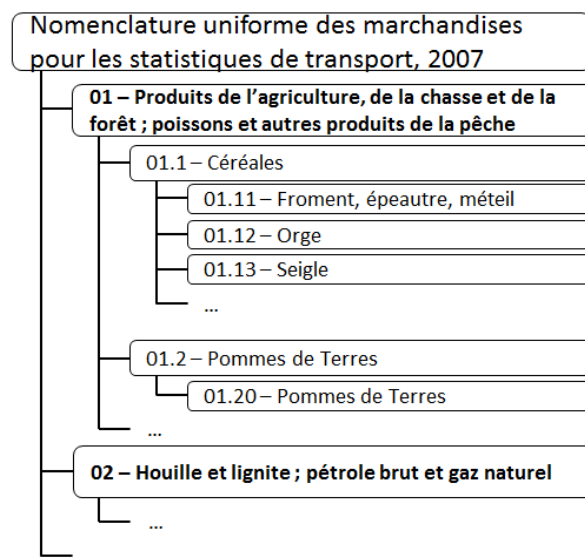 Nomenclature uniforme des marchandises
pour les statistiques de transport, 2007
01 – Produits de l'agriculture, de la chasse et de la
forêt ; poissons et autres produits de la pêche
01.1 – Céréales
01.11 – Froment, épeautre, méteil
01.12 – Orge
01.13 – Seigle
...
01.2 – Pommes de Terres
01.20 – Pommes de Terres
...
02 – Houille et lignite ; pétrole brut et gaz naturel
...